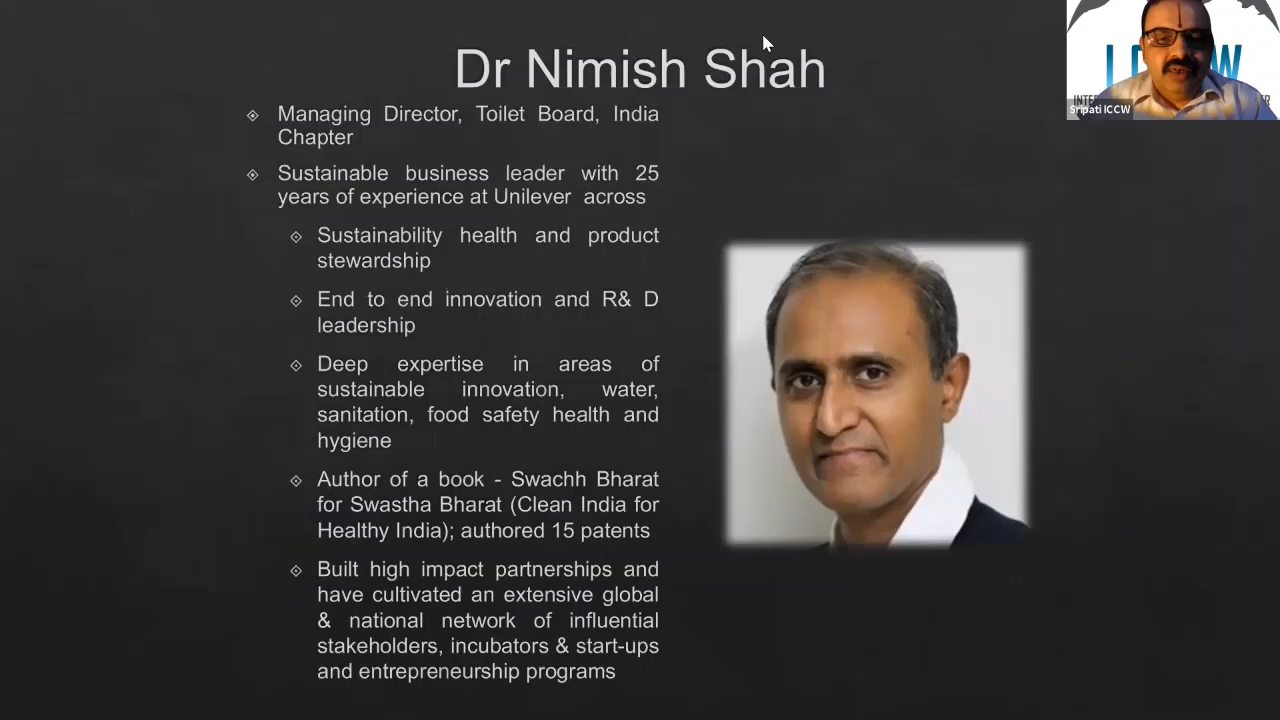 Dr Nimish Shah
Managing Director, Toilet Board, India
Chapter
Sustainable business leader with 25
years of experience at Unilever across
Sustainability health and product
stewardship
End to end innovation and R& D
leadership
Deep expertise in areas of
sustainable innovation, water,
sanitation, food safety health and
hygiene
Author of a book - Swachh Bharat
for Swastha Bharat (Clean India for
Healthy India); authored 15 patents
Built high impact partnerships and
have cultivated an extensive global
& national network of influential
stakeholders, incubators & start-ups
and entrepreneurship programs
Sripati ICCW